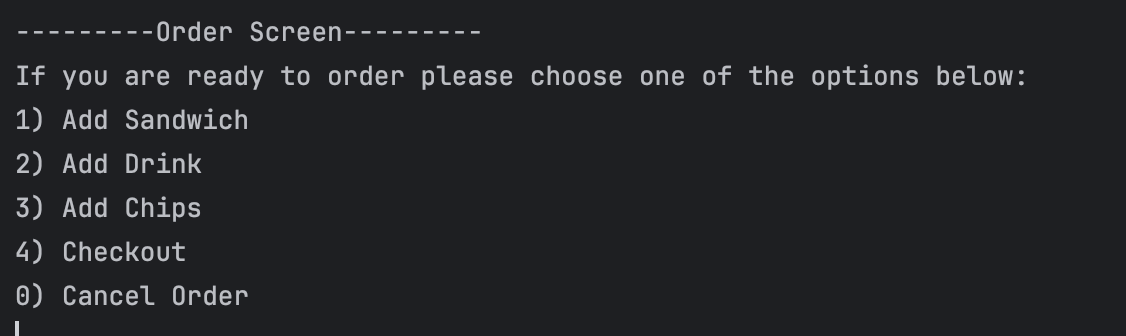 ---------Order Screen---------
If you are ready to order please choose one of the options below:
1) Add Sandwich
2) Add Drink
3) Add Chips
4) Checkout
0) Cancel Order